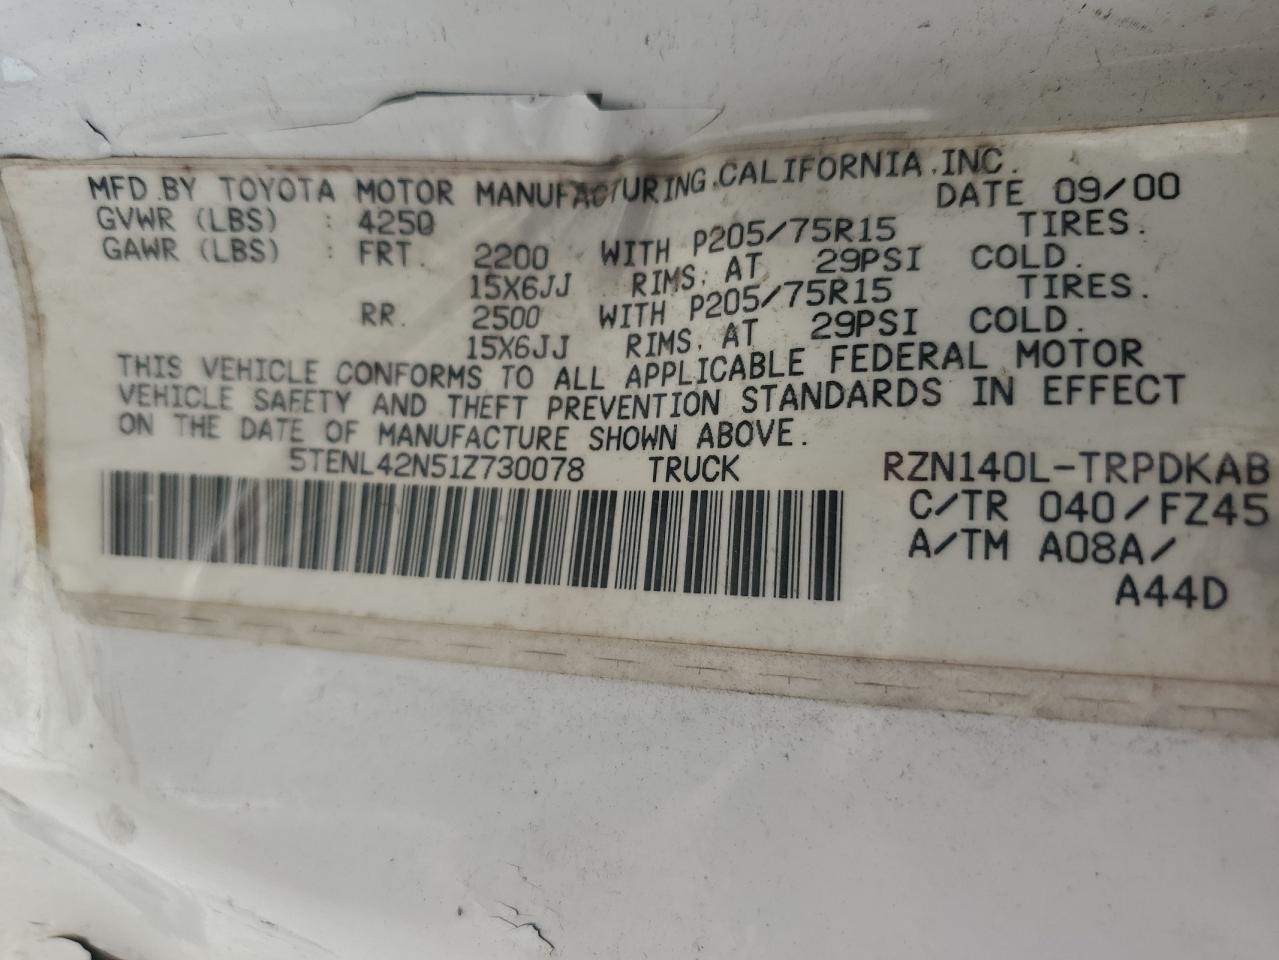 MFD.BY TOYOTA MOTOR MANUFACTURING,CALIFORNIA,INC.
DATE 09/00
GVWR (LBS) : 4250
GAWR (LBS) : FRT. 2200 WITH P205/75R15 TIRES.
15X6JJ RIMS, AT 29PSI COLD.
RR. 2500 WITH P205/75R15 TIRES.
15X6JJ RIMS, AT 29PSI COLD.
THIS VEHICLE CONFORMS TO ALL APPLICABLE FEDERAL MOTOR
VEHICLE SAFETY AND THEFT PREVENTION STANDARDS IN EFFECT
ON THE DATE OF MANUFACTURE SHOWN ABOVE.
5TENL42N51Z730078 TRUCK RZN140L-TRPDKAB
C/TR 040/FZ45
A/TM A08A/
A44D